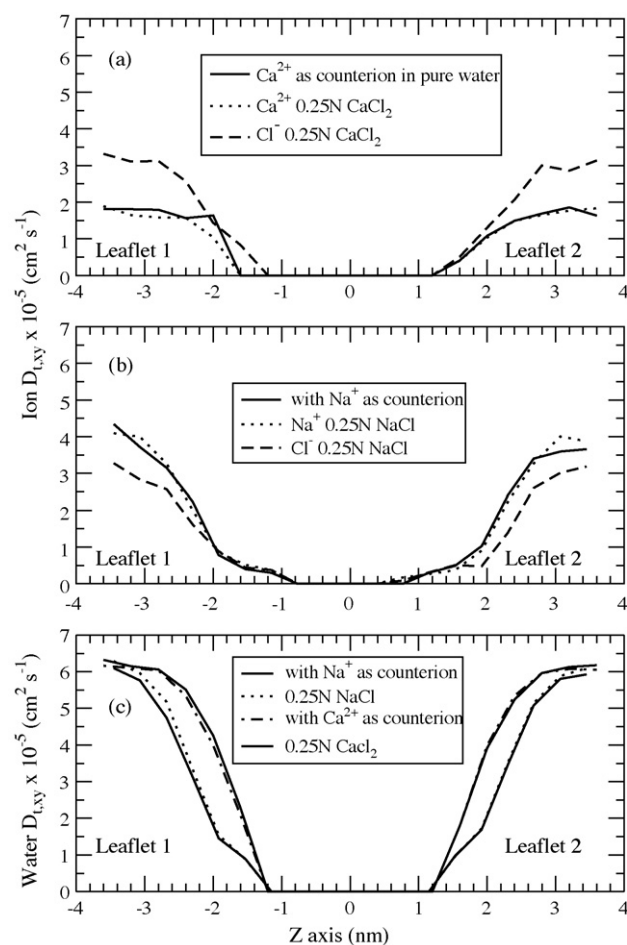 7
6
5
4
3
2
1
0
(a)
Ca²⁺ as counterion in pure water
Ca²⁺ 0.25N CaCl₂
Cl⁻ 0.25N CaCl₂
Leaflet 1
Leaflet 2
-4 -3 -2 -1 0 1 2 3 4
Ion D_{t,xy} x 10⁻⁵ (cm² s⁻¹)
7
6
5
4
3
2
1
0
(b)
with Na⁺ as counterion
Na⁺ 0.25N NaCl
Cl⁻ 0.25N NaCl
Leaflet 1
Leaflet 2
-4 -3 -2 -1 0 1 2 3 4
Water D_{t,xy} x 10⁻⁵ (cm² s⁻¹)
7
6
5
4
3
2
1
0
(c)
with Na⁺ as counterion
0.25N NaCl
with Ca²⁺ as counterion
0.25N Cacl₂
Leaflet 1
Leaflet 2
-4 -3 -2 -1 0 1 2 3 4
Z axis (nm)